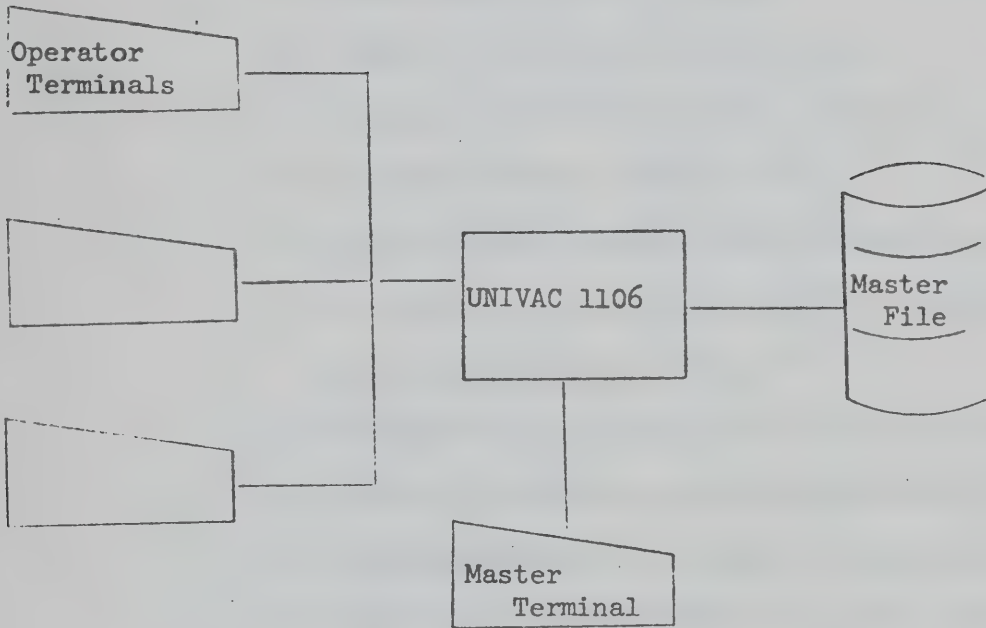 Operator
Terminals
UNIVAC 1106
Master
File
Master
Terminal